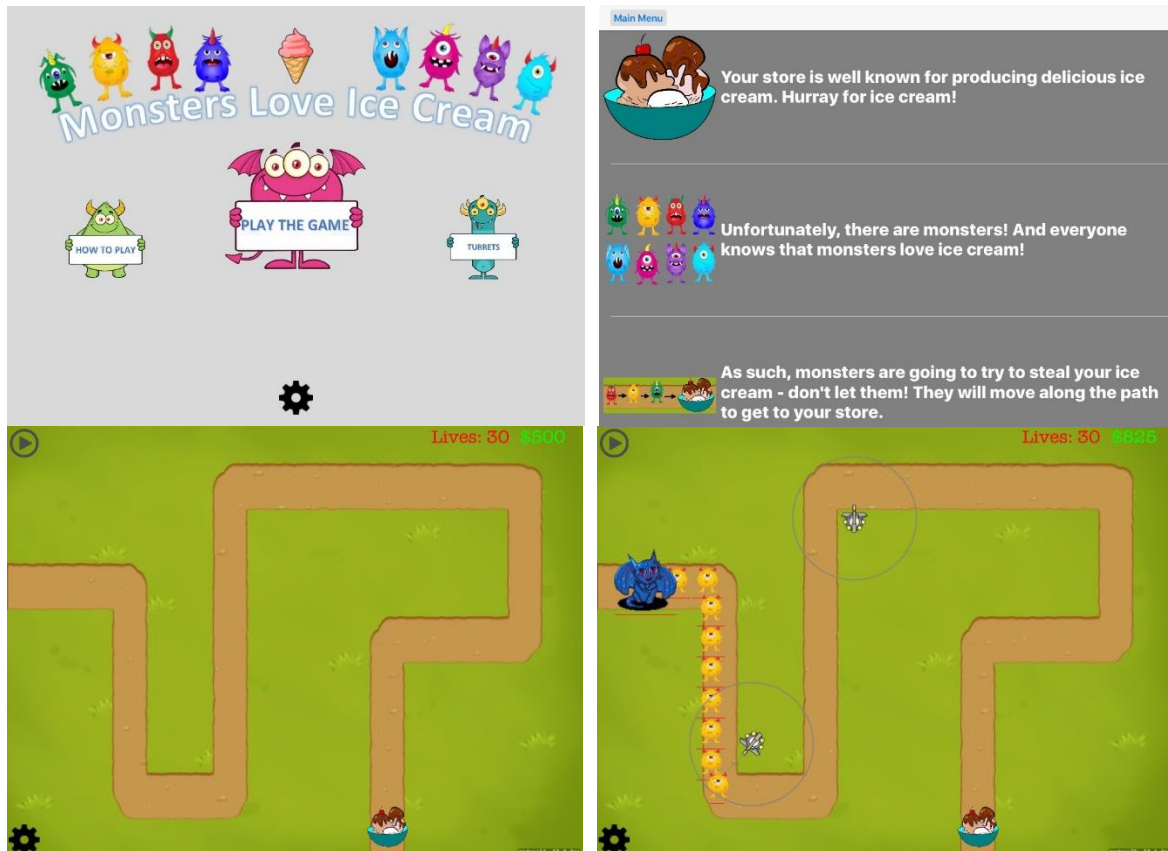 Monsters Love Ice Cream
HOW TO PLAY
PLAY THE GAME
TURRETS
Main Menu
Your store is well known for producing delicious ice
cream. Hurray for ice cream!
Unfortunately, there are monsters! And everyone
knows that monsters love ice cream!
As such, monsters are going to try to steal your ice
cream - don't let them! They will move along the path
to get to your store.
Lives: 30 $500
Lives: 30 $825